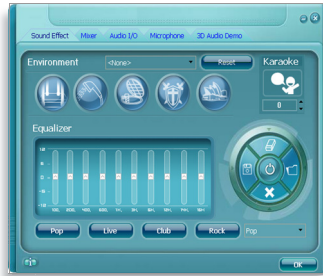 Sound Effect Mixer Audio I/O Microphone 3D Audio Demo
Environment <None> Reset Karaoke
0
Equalizer
Pop Live Club Rock Pop
OK